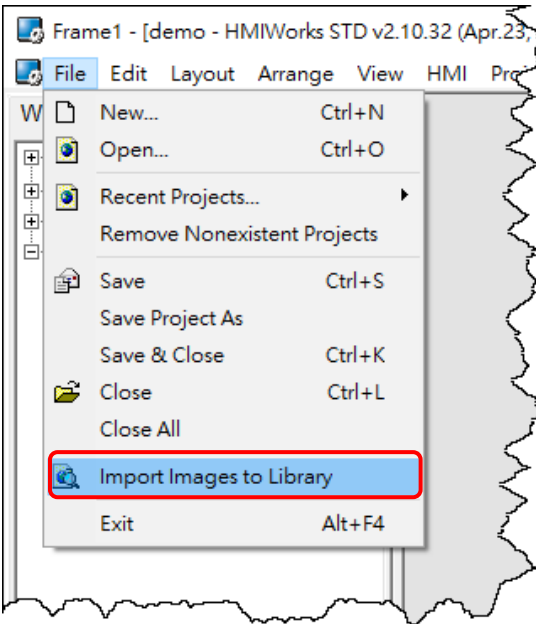 Frame1 - [demo - HMIWorks STD v2.10.32 (Apr.23,
File Edit Layout Arrange View HMI
W
New... Ctrl+N
Open... Ctrl+O
Recent Projects...
Remove Nonexistent Projects
Save Ctrl+S
Save Project As
Save & Close Ctrl+K
Close Ctrl+L
Close All
Import Images to Library
Exit Alt+F4